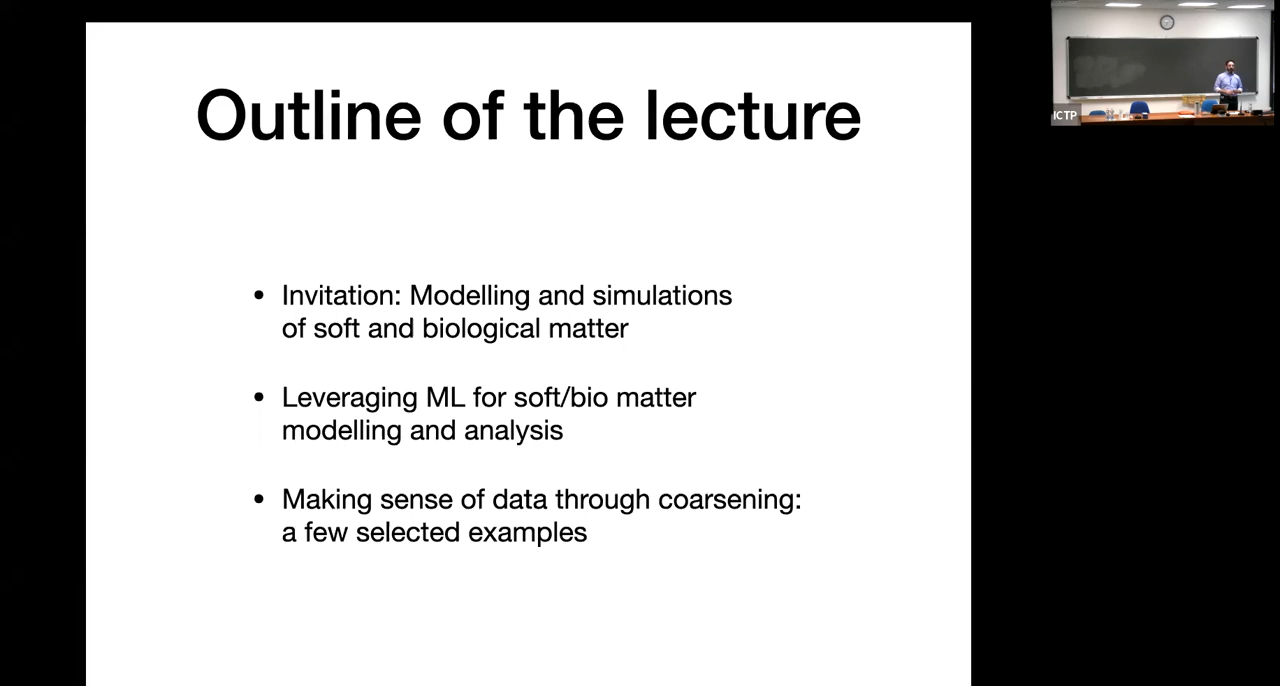 Outline of the lecture
• Invitation: Modelling and simulations
of soft and biological matter
• Leveraging ML for soft/bio matter
modelling and analysis
• Making sense of data through coarsening:
a few selected examples
ICTP